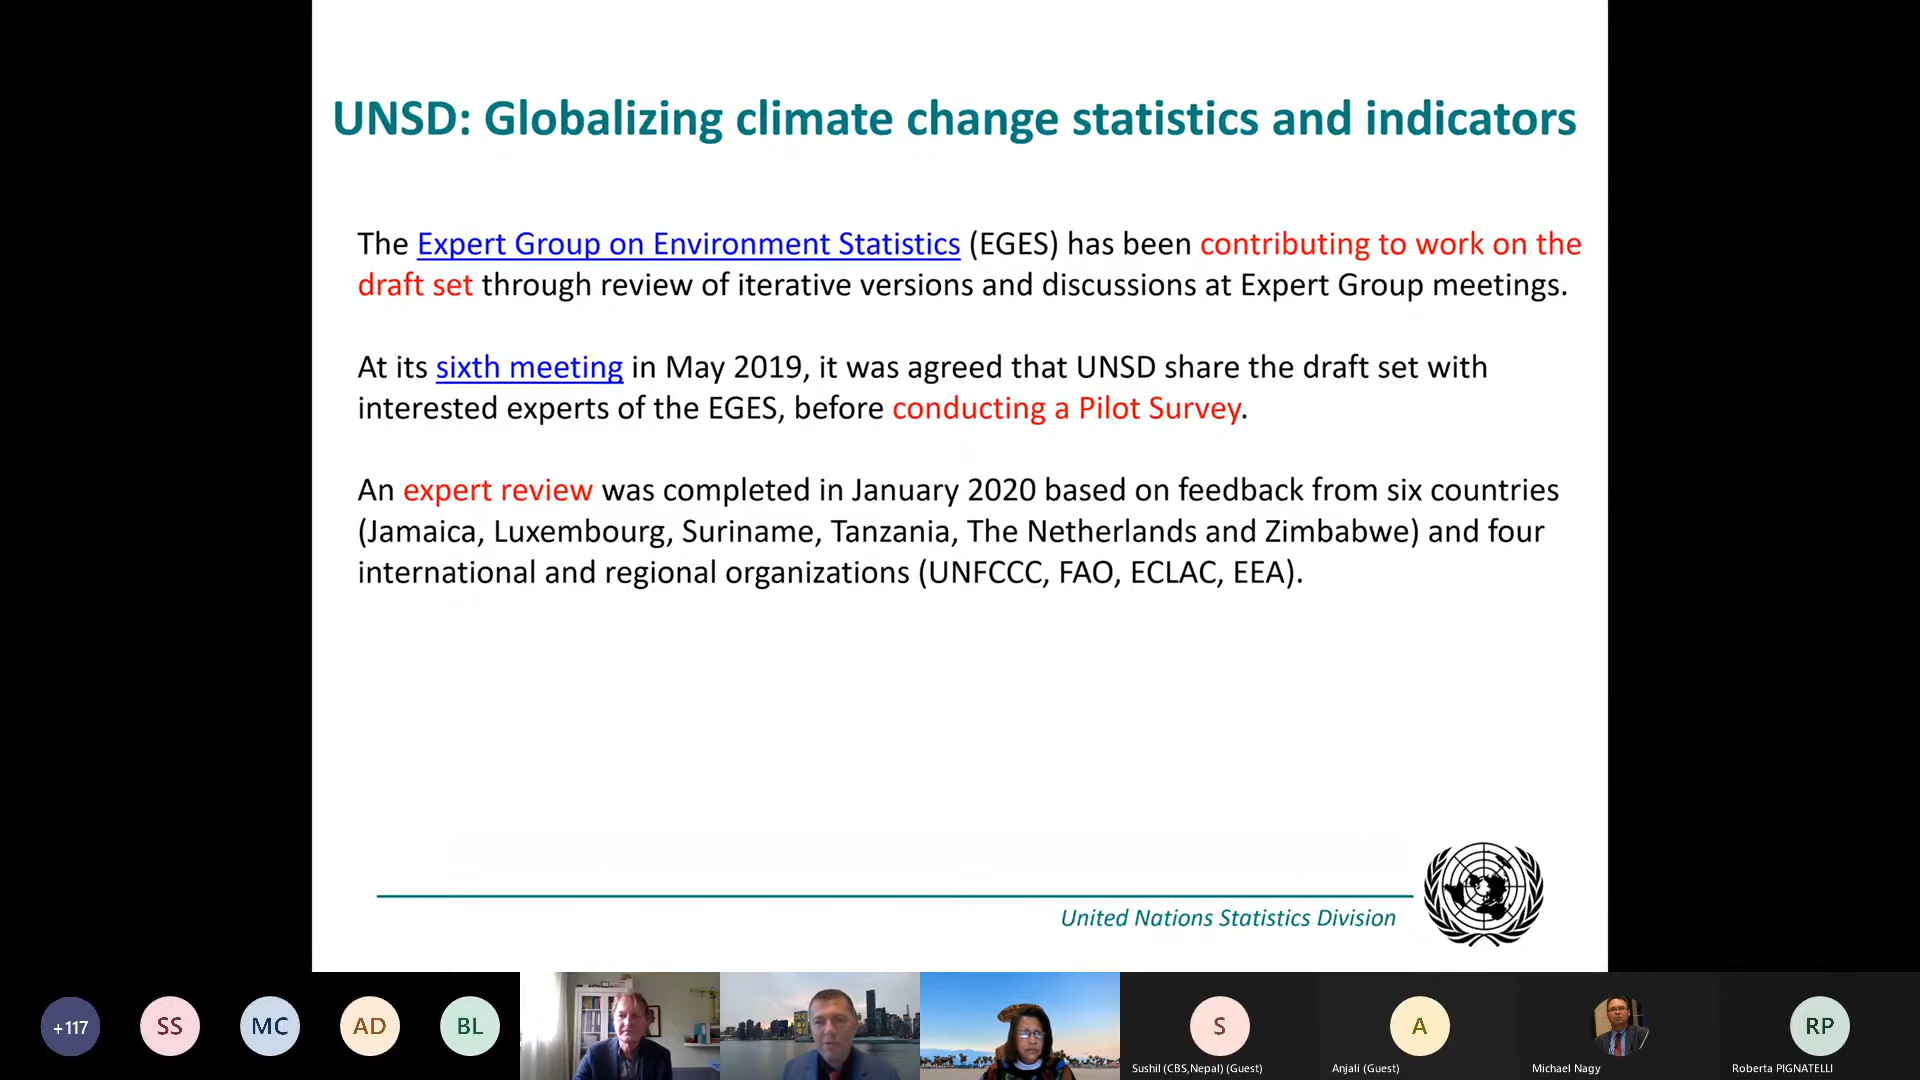 UNSD: Globalizing climate change statistics and indicators
The Expert Group on Environment Statistics (EGES) has been contributing to work on the
draft set through review of iterative versions and discussions at Expert Group meetings.
At its sixth meeting in May 2019, it was agreed that UNSD share the draft set with
interested experts of the EGES, before conducting a Pilot Survey.
An expert review was completed in January 2020 based on feedback from six countries
(Jamaica, Luxembourg, Suriname, Tanzania, The Netherlands and Zimbabwe) and four
international and regional organizations (UNFCCC, FAO, ECLAC, EEA).
United Nations Statistics Division
+117
SS
MC
AD
BL
S
A
RP
Sushil (CBS,Nepal) (Guest)
Anjali (Guest)
Michael Nagy
Roberta PIGNATELLI